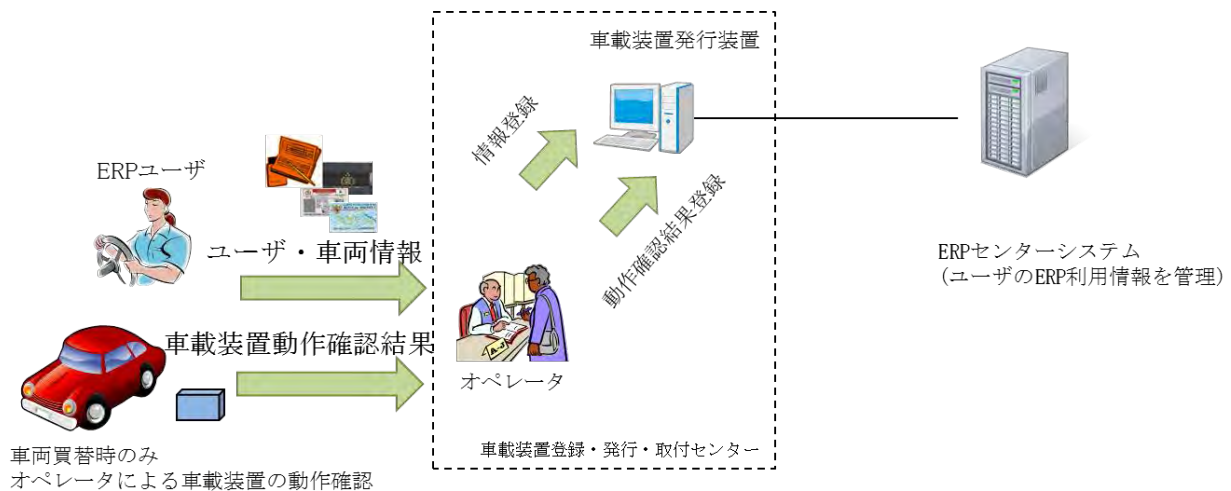 車載装置発行装置
情報登録
ERPユーザ
ユーザ・車両情報
動作確認結果登録
ERPセンターシステム
(ユーザのERP利用情報を管理)
車載装置動作確認結果
オペレータ
車載装置登録・発行・取付センター
車両買替時のみ
オペレータによる車載装置の動作確認